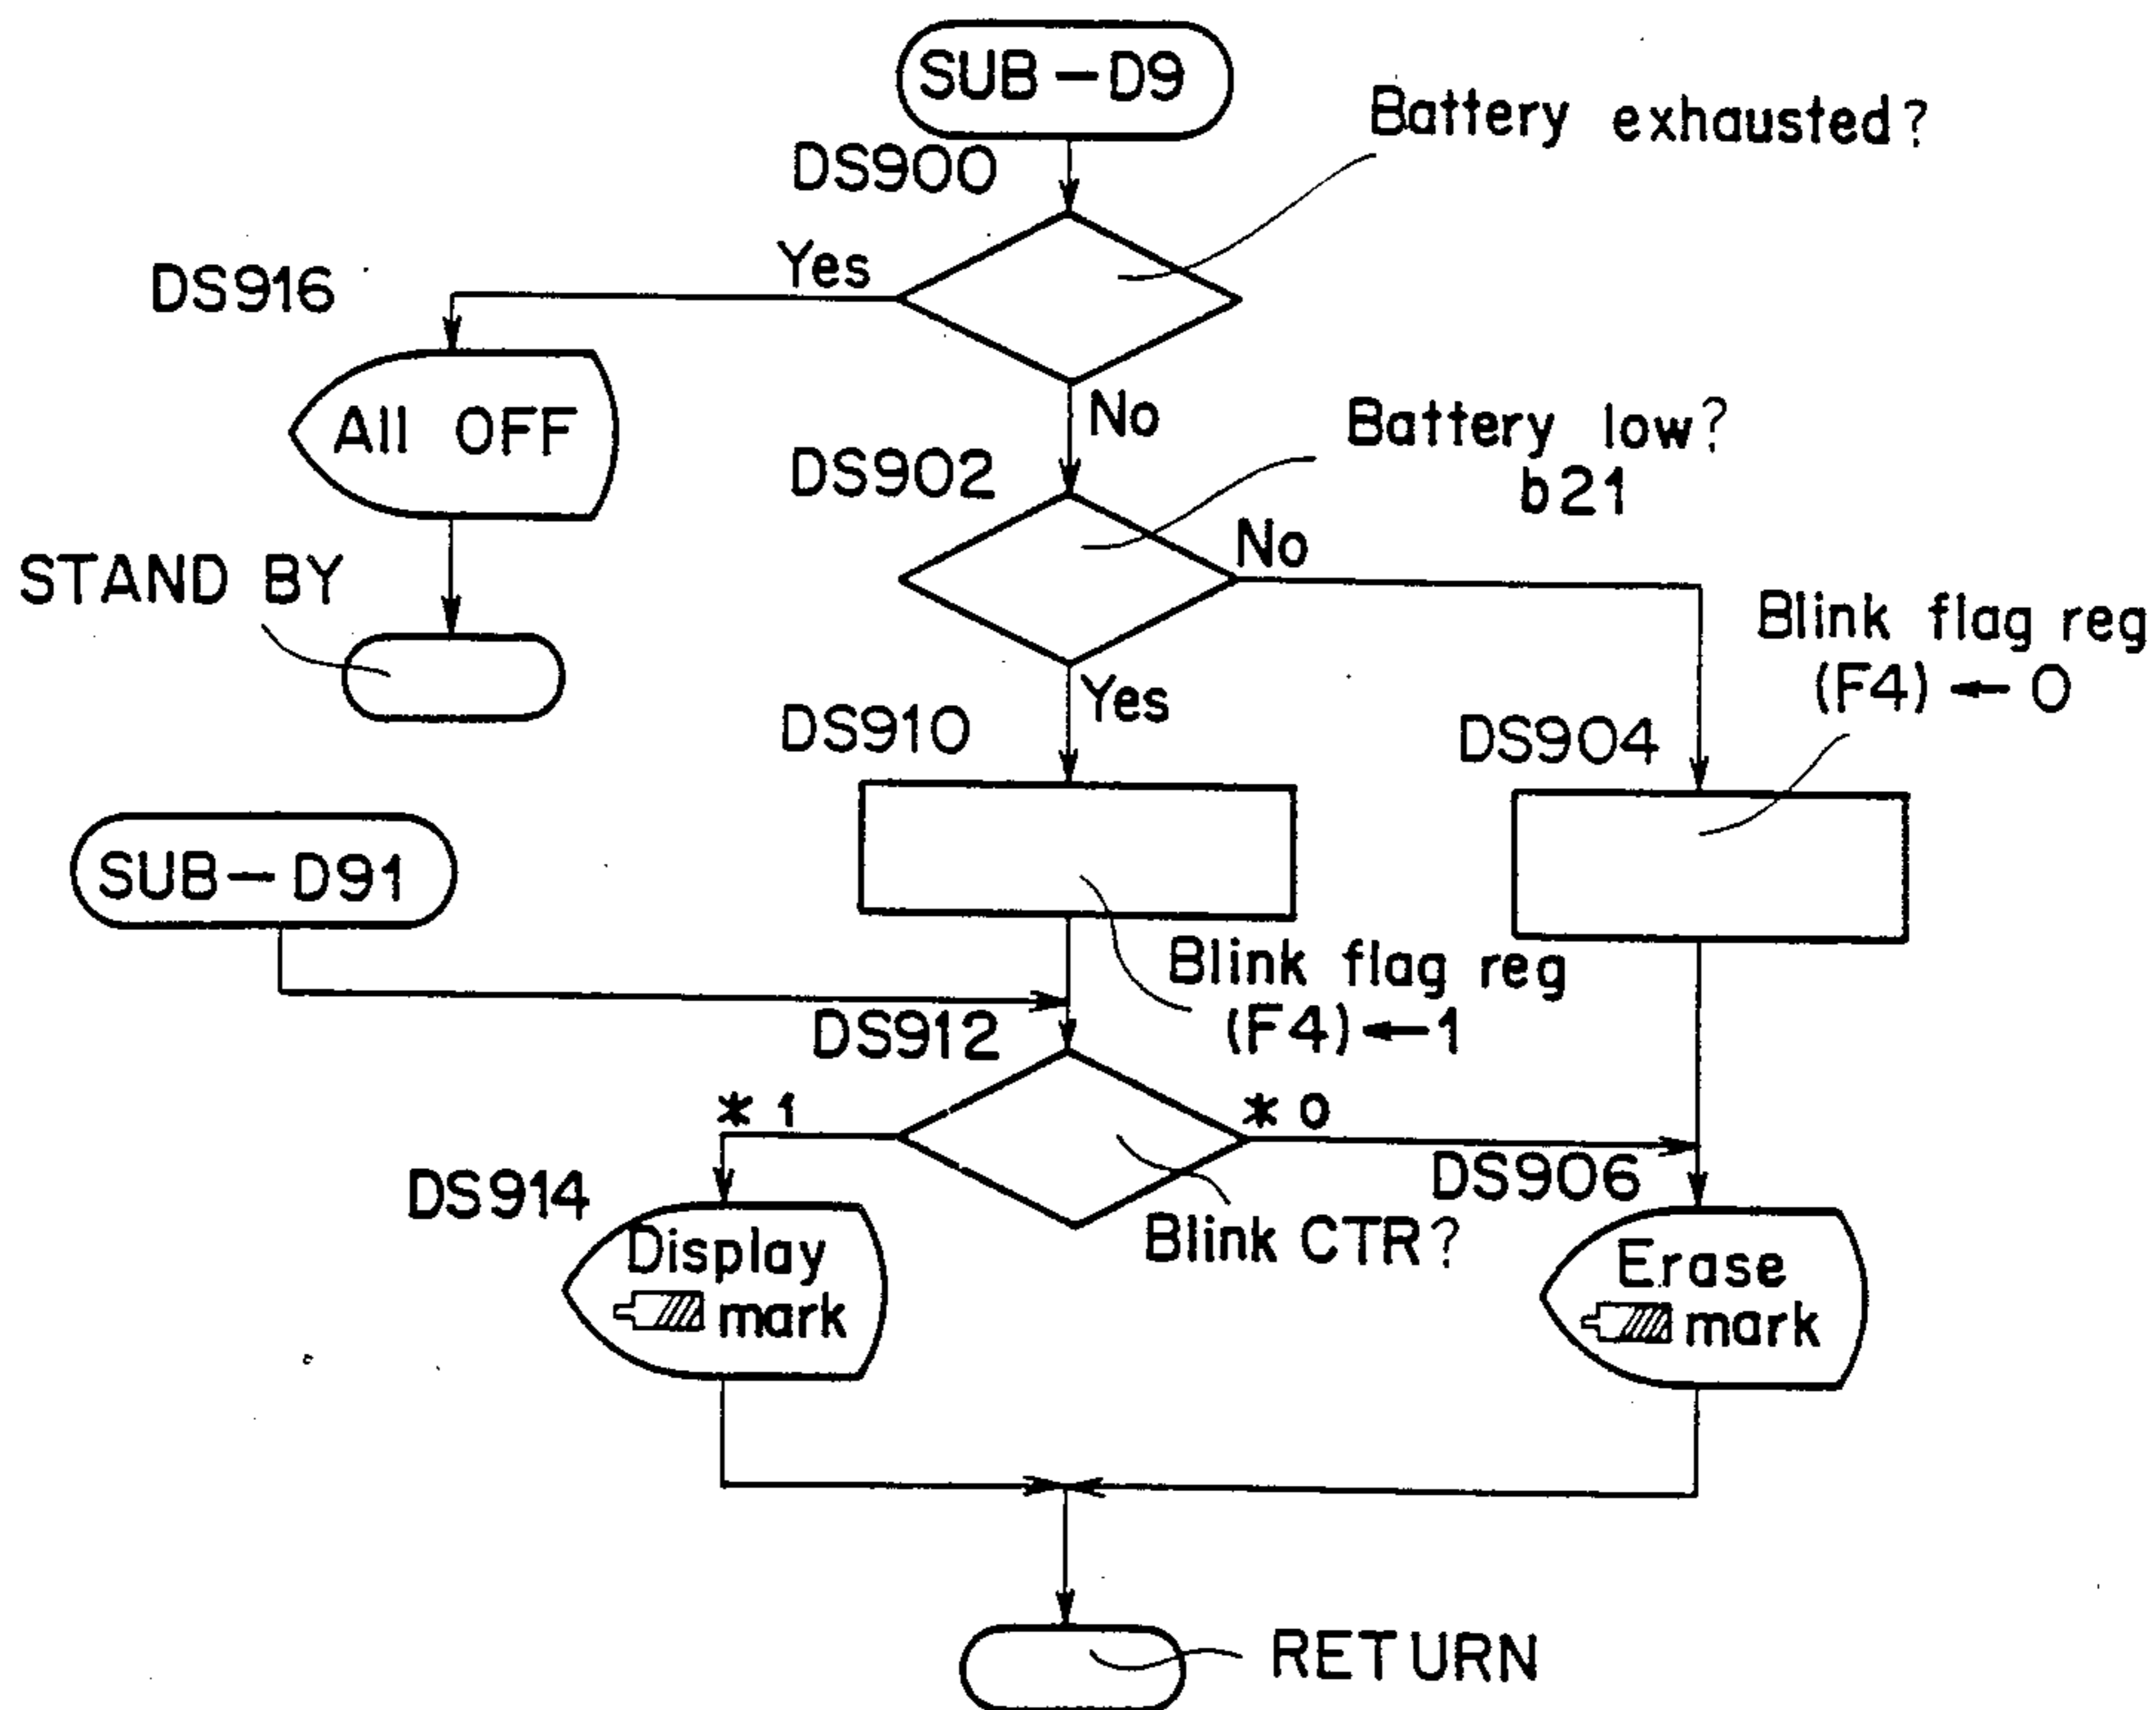 SUB-D9
Battery exhausted?
DS900
Yes
DS916
All OFF
No
Battery low?
b21
DS902
No
STAND BY
Blink flag reg
(F4) ← 0
Yes
DS910
DS904
SUB-D91
Blink flag reg
(F4) ← 1
DS912
* 1
* 0
DS914
DS906
Display
mark
Blink CTR?
Erase
mark
RETURN